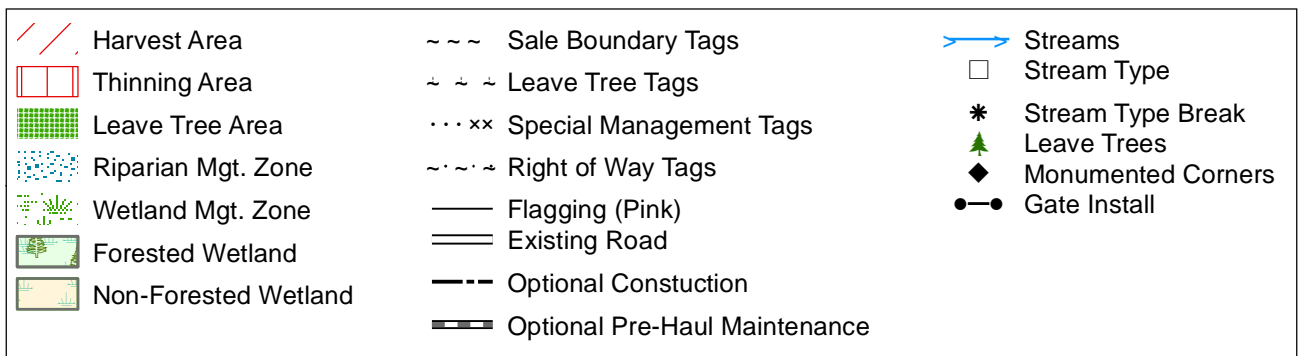 Harvest Area
Thinning Area
Leave Tree Area
Riparian Mgt. Zone
Wetland Mgt. Zone
Forested Wetland
Non-Forested Wetland
Sale Boundary Tags
Leave Tree Tags
Special Management Tags
Right of Way Tags
Flagging (Pink)
Existing Road
Optional Constuction
Optional Pre-Haul Maintenance
Streams
Stream Type
Stream Type Break
Leave Trees
Monumented Corners
Gate Install